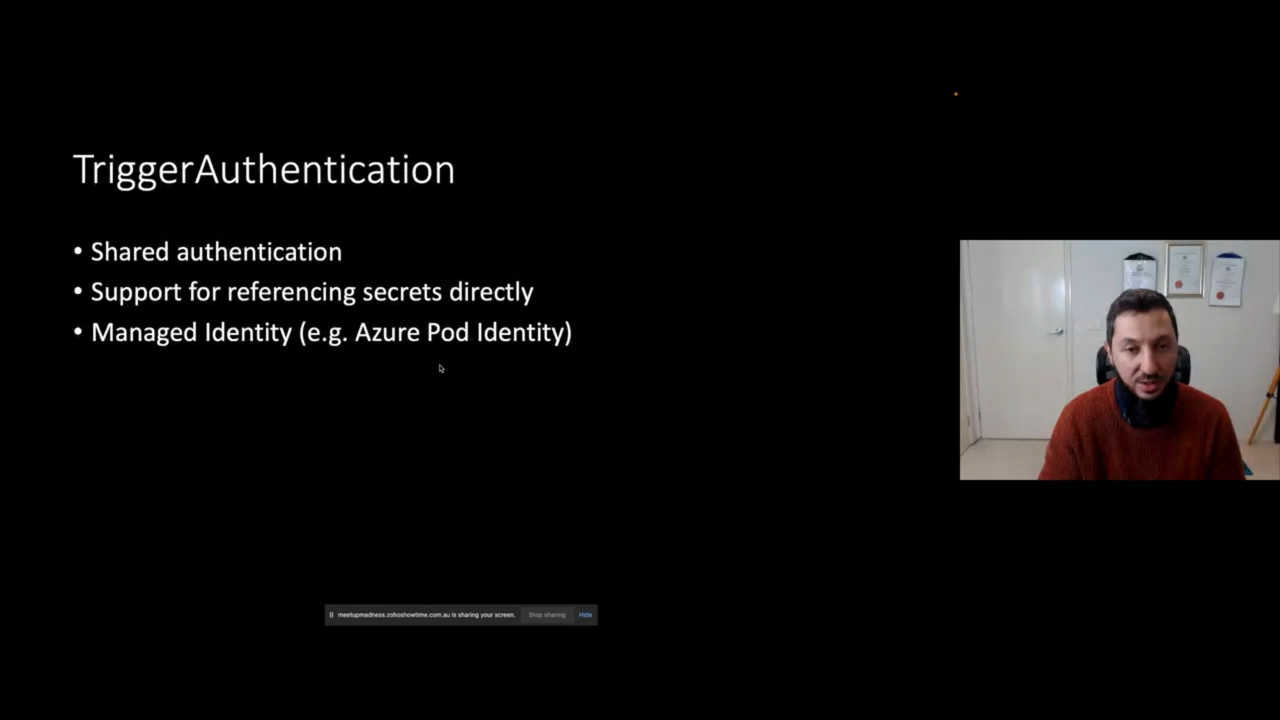 TriggerAuthentication
• Shared authentication
• Support for referencing secrets directly
• Managed Identity (e.g. Azure Pod Identity)
meetupmadness.zohoshowtime.com.au is sharing your screen. Stop sharing Hide